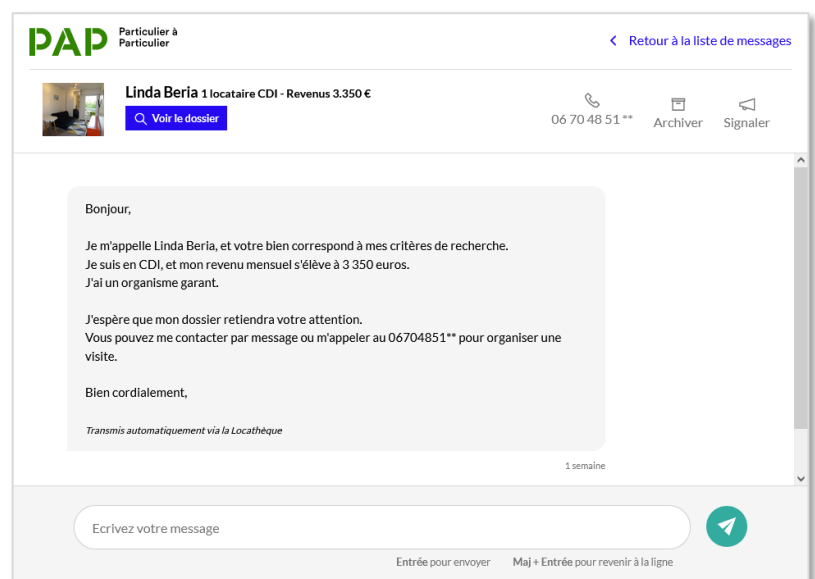 PAP Particulier à
Particulier
Retour à la liste de messages
Linda Beria 1 locataire CDI - Revenus 3.350 €
Voir le dossier
06 70 48 51 **
Archiver
Signaler
Bonjour,
Je m'appelle Linda Beria, et votre bien correspond à mes critères de recherche.
Je suis en CDI, et mon revenu mensuel s'élève à 3 350 euros.
J'ai un organisme garant.
J'espère que mon dossier retiendra votre attention.
Vous pouvez me contacter par message ou m'appeler au 06704851** pour organiser une
visite.
Bien cordialement,
Transmis automatiquement via la Locathèque
1 semaine
Ecrivez votre message
Entrée pour envoyer Maj + Entrée pour revenir à la ligne